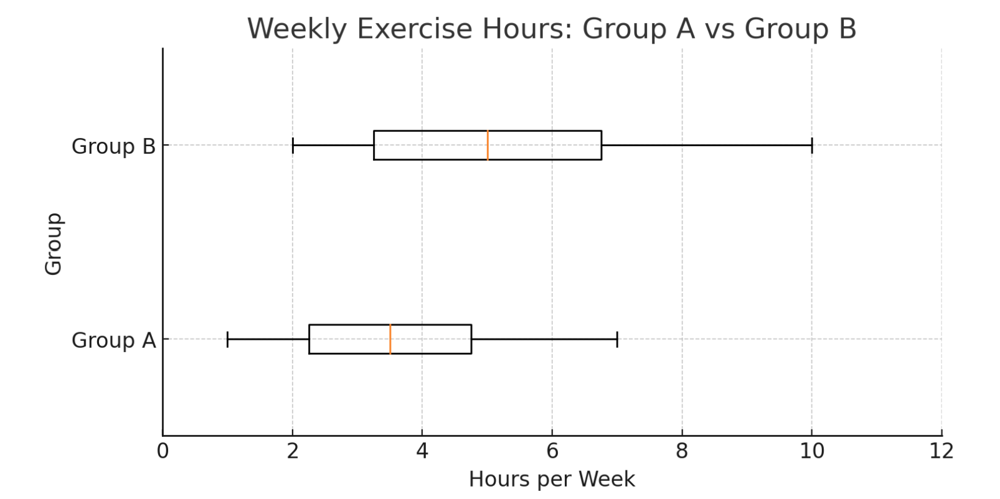 Weekly Exercise Hours: Group A vs Group B
Group B
Group
Group A
0 2 4 6 8 10 12
Hours per Week